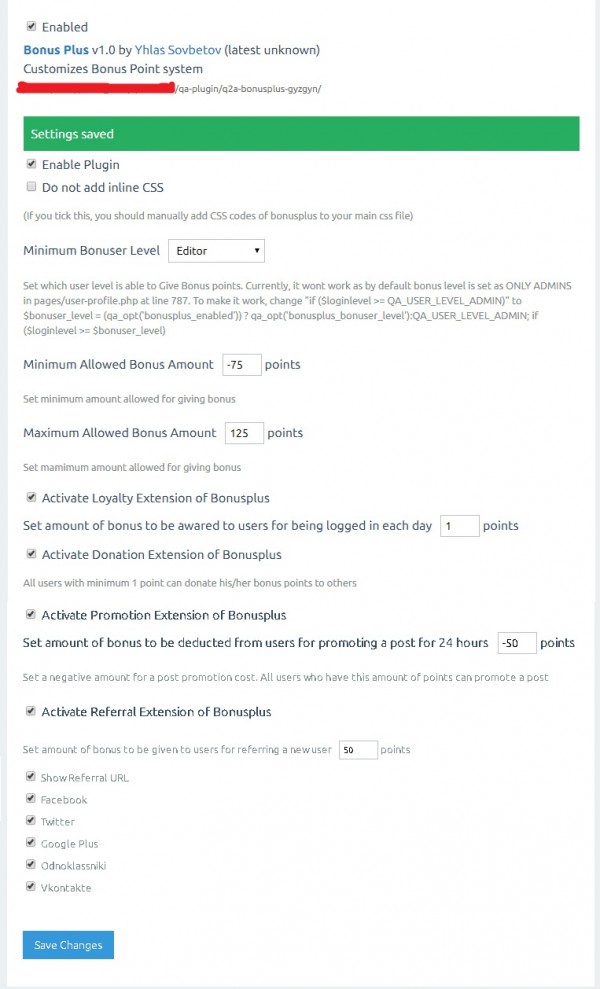 Enabled
Bonus Plus v1.0 by Yhlas Sovbetov (latest unknown)
Customizes Bonus Point system
/qa-plugin/q2a-bonusplus-gyzgyn/
Settings saved
Enable Plugin
Do not add inline CSS
(If you tick this, you should manually add CSS codes of bonusplus to your main css file)
Minimum Bonuser Level Editor
Set which user level is able to Give Bonus points. Currently, it wont work as by default bonus level is set as ONLY ADMINS
in pages/user-profile.php at line 787. To make it work, change "if ($loginlevel >= QA_USER_LEVEL_ADMIN)" to
$bonuser_level = (qa_opt('bonusplus_enabled')) ? qa_opt('bonusplus_bonuser_level'):QA_USER_LEVEL_ADMIN; if
($loginlevel >= $bonuser_level)
Minimum Allowed Bonus Amount -75 points
Set minimum amount allowed for giving bonus
Maximum Allowed Bonus Amount 125 points
Set mamimum amount allowed for giving bonus
Activate Loyalty Extension of Bonusplus
Set amount of bonus to be awared to users for being logged in each day 1 points
Activate Donation Extension of Bonusplus
All users with minimum 1 point can donate his/her bonus points to others
Activate Promotion Extension of Bonusplus
Set amount of bonus to be deducted from users for promoting a post for 24 hours -50 points
Set a negative amount for a post promotion cost. All users who have this amount of points can promote a post
Activate Referral Extension of Bonusplus
Set amount of bonus to be given to users for referring a new user 50 points
Show Referral URL
Facebook
Twitter
Google Plus
Odnoklassniki
Vkontakte
Save Changes